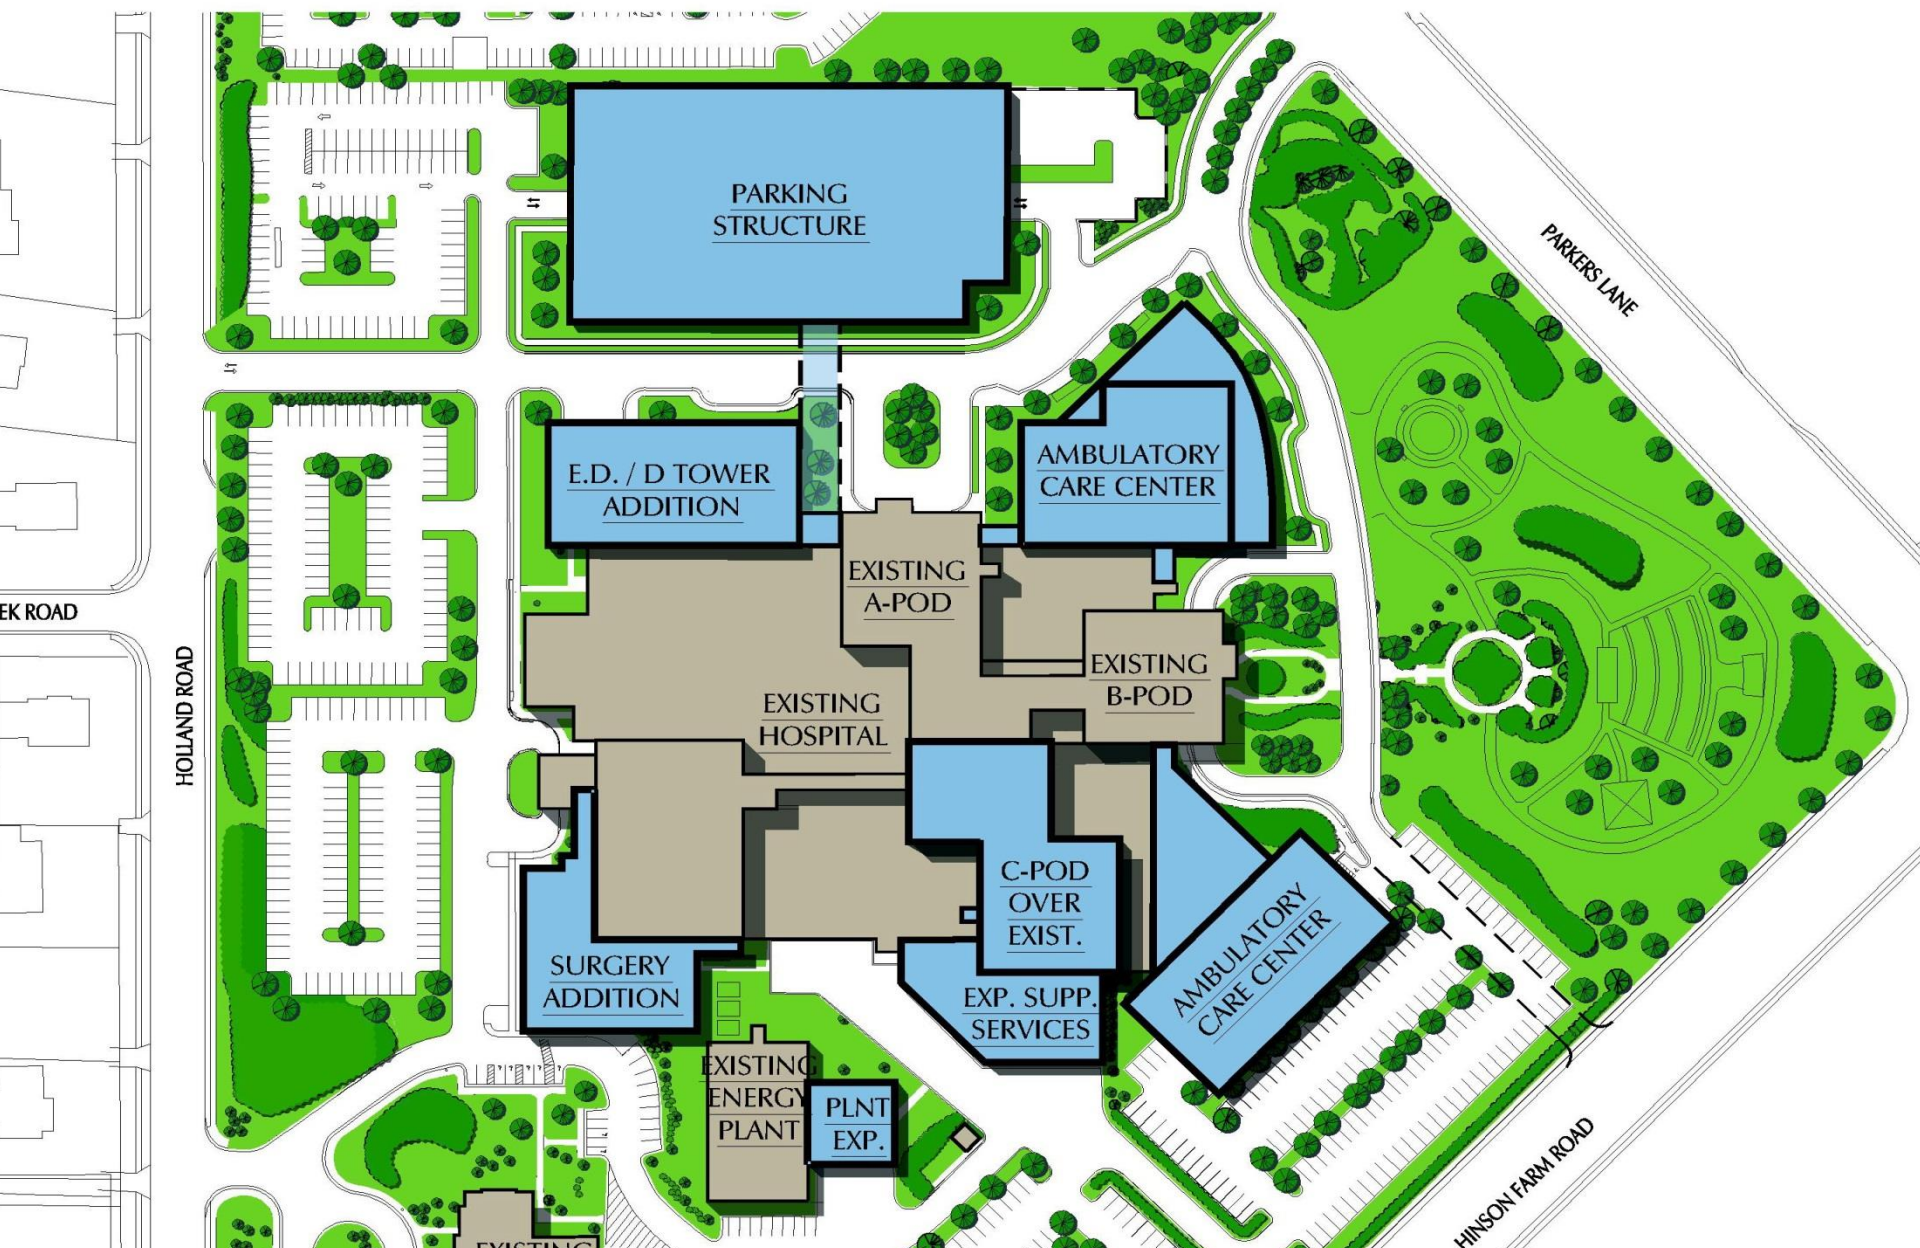 PARKING
STRUCTURE
PARKERS LANE
E.D. / D TOWER
ADDITION
AMBULATORY
CARE CENTER
EXISTING
A-POD
EK ROAD
HOLLAND ROAD
EXISTING
HOSPITAL
EXISTING
B-POD
C-POD
OVER
EXIST.
AMBULATORY
CARE CENTER
SURGERY
ADDITION
EXP. SUPP.
SERVICES
EXISTING
ENERGY
PLANT
PLNT
EXP.
HINSON FARM ROAD
EXISTING